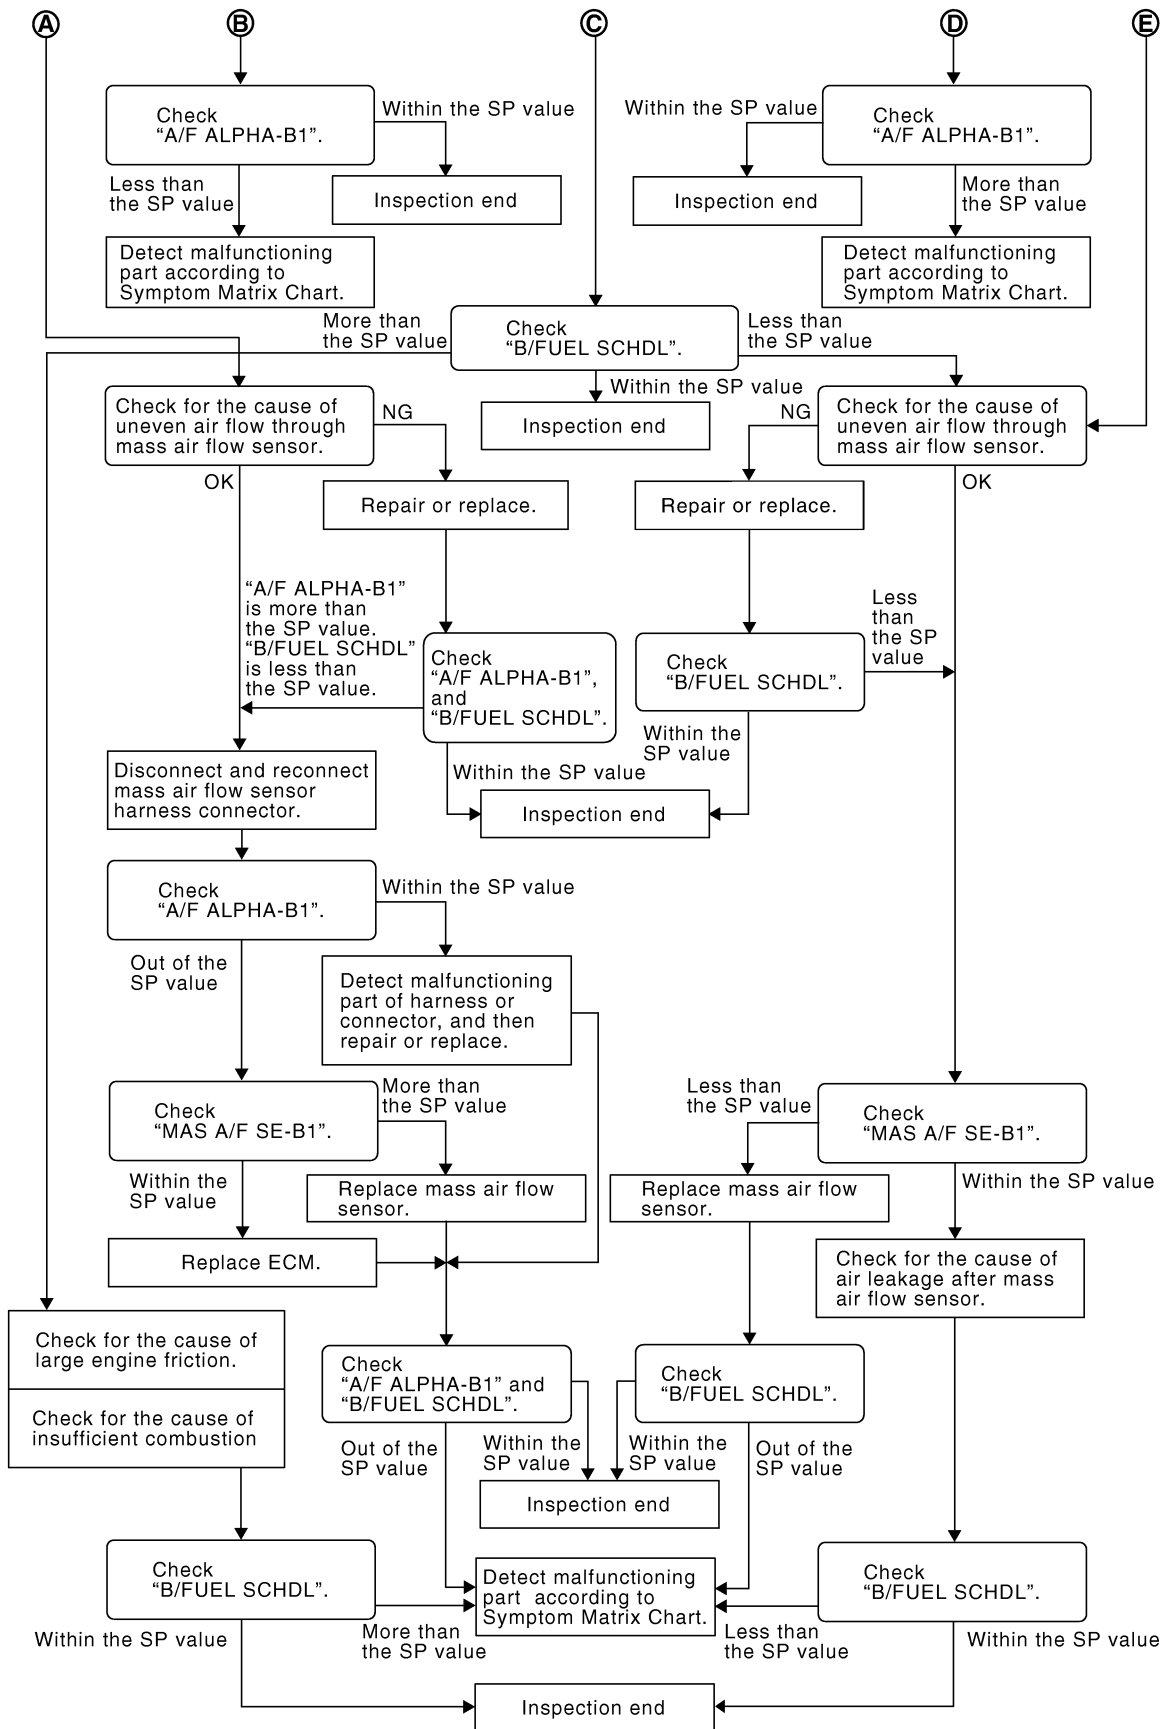 A
B
C
D
E
Check
“A/F ALPHA-B1”.
Within the SP value
Less than
the SP value
Inspection end
Detect malfunctioning
part according to
Symptom Matrix Chart.
Within the SP value
Check
“A/F ALPHA-B1”.
Inspection end
More than
the SP value
Detect malfunctioning
part according to
Symptom Matrix Chart.
More than
the SP value
Check
“B/FUEL SCHDL”.
Less than
the SP value
Within the SP value
Inspection end
Check for the cause of
uneven air flow through
mass air flow sensor.
NG
OK
Repair or replace.
NG
Check for the cause of
uneven air flow through
mass air flow sensor.
OK
Repair or replace.
“A/F ALPHA-B1”
is more than
the SP value.
“B/FUEL SCHDL”
is less than
the SP value.
Check
“A/F ALPHA-B1”,
and
“B/FUEL SCHDL”.
Check
“B/FUEL SCHDL”.
Less
than
the SP
value
Within the
SP value
Within the SP value
Inspection end
Disconnect and reconnect
mass air flow sensor
harness connector.
Check
“A/F ALPHA-B1”.
Within the SP value
Out of the
SP value
Detect malfunctioning
part of harness or
connector, and then
repair or replace.
Check
“MAS A/F SE-B1”.
More than
the SP value
Within the
SP value
Replace mass air flow
sensor.
Replace ECM.
Less than
the SP value
Check
“MAS A/F SE-B1”.
Within the SP value
Replace mass air flow
sensor.
Check for the cause of
air leakage after mass
air flow sensor.
Check for the cause of
large engine friction.
Check for the cause of
insufficient combustion
Check
“A/F ALPHA-B1” and
“B/FUEL SCHDL”.
Check
“B/FUEL SCHDL”.
Out of the
SP value
Within the
SP value
Within the
SP value
Out of the
SP value
Inspection end
Check
“B/FUEL SCHDL”.
Detect malfunctioning
part according to
Symptom Matrix Chart.
Check
“B/FUEL SCHDL”.
Within the SP value
More than
the SP value
Less than
the SP value
Within the SP value
Inspection end